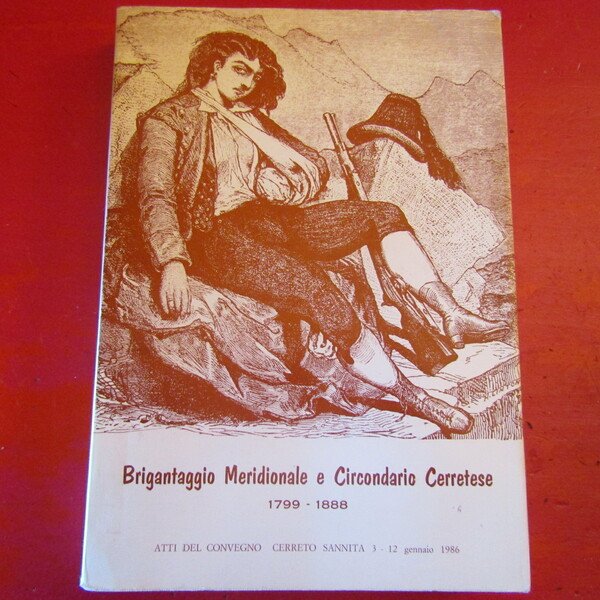 Brigantaggio Meridionale e Circondario Cerretese
1799 - 1888
ATTI DEL CONVEGNO CERRETO SANNITA 3 - 12 gennaio 1986